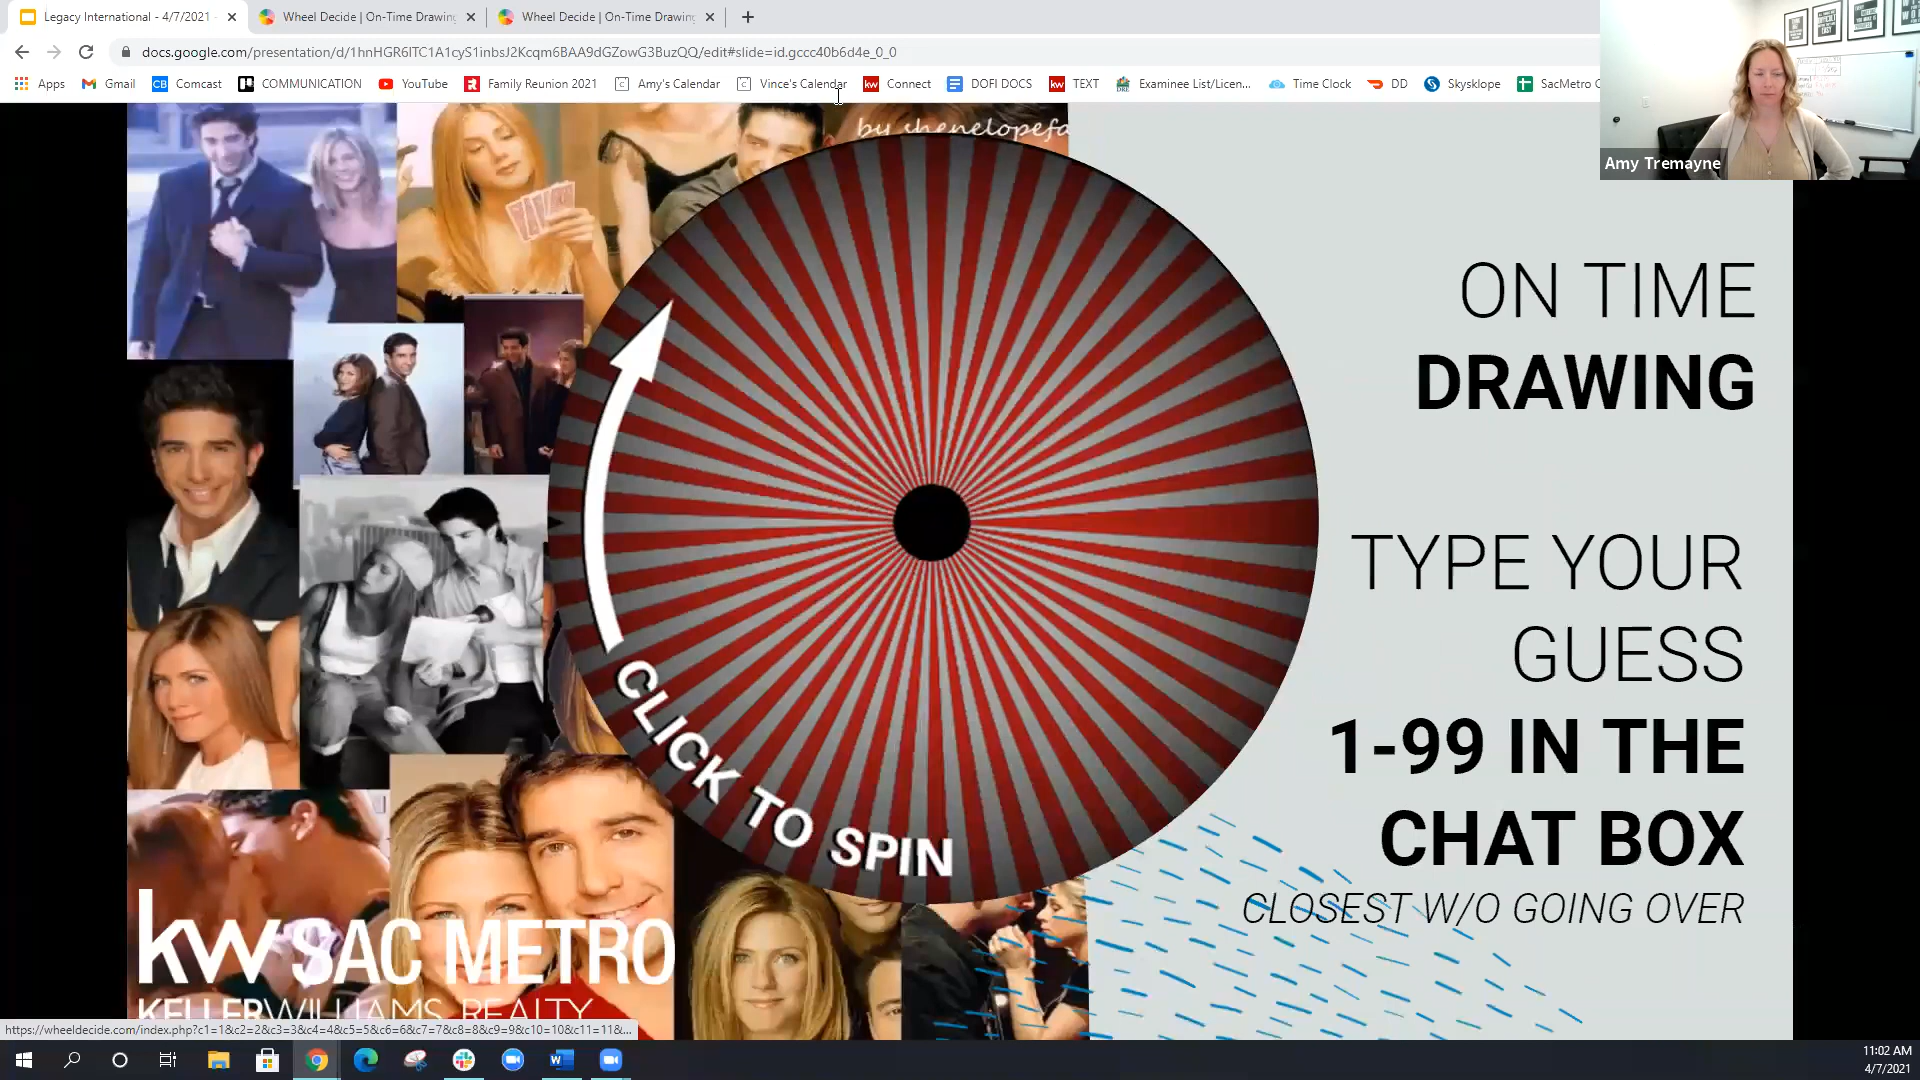 Legacy International - 4/7/2021 -
Wheel Decide | On-Time Drawing
Wheel Decide | On-Time Drawing
docs.google.com/presentation/d/1hnHGR6lTC1A1cyS1inbsJ2Kcqm6BAA9dGZowG3BuzQQ/edit#slide=id.gccc40b6d4e_0_0
Apps
Gmail
CB
Comcast
COMMUNICATION
YouTube
Family Reunion 2021
Amy's Calendar
Vince's Calendar
kw
Connect
DOFI DOCS
kw
TEXT
Examinee List/Licen...
Time Clock
DD
Skysklope
SacMetro
Amy Tremayne
by shenelopefa
ON TIME
DRAWING
TYPE YOUR
GUESS
1-99 IN THE
CHAT BOX
CLOSEST W/O GOING OVER
CLICK TO SPIN
kw SAC METRO
KELLERWILLIAMS. REALTY
https://wheeldecide.com/index.php?c1=1&c2=2&c3=3&c4=4&c5=5&c6=6&c7=7&c8=8&c9=9&c10=10&c11=11&...
11:02 AM
4/7/2021